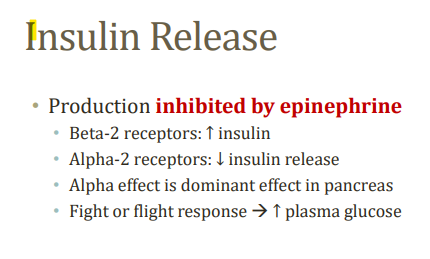 Insulin Release
• Production inhibited by epinephrine
• Beta-2 receptors: ↑ insulin
• Alpha-2 receptors: ↓ insulin release
• Alpha effect is dominant effect in pancreas
• Fight or flight response → ↑ plasma glucose